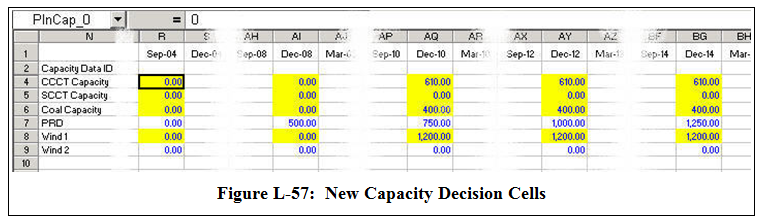 PlnCap_0 = 0
N R S AH AI AJ AP AQ AR AX AY AZ BF BG BH
1 Sep-04 Dec-0 Sep-08 Dec-08 Mar-0 Sep-10 Dec-10 Mar-1 Sep-12 Dec-12 Mar-1 Sep-14 Dec-14 Mar-
2 Capacity Data ID
4 CCCT Capacity 0.00 0.00 610.00 610.00 610.00
5 SCCT Capacity 0.00 0.00 0.00 0.00 0.00
6 Coal Capacity 0.00 0.00 400.00 400.00 400.00
7 PRD 0.00 500.00 750.00 1,000.00 1,250.00
8 Wind 1 0.00 0.00 1,200.00 1,200.00 1,200.00
9 Wind 2 0.00 0.00 0.00 0.00 0.00
10
Figure L-57: New Capacity Decision Cells